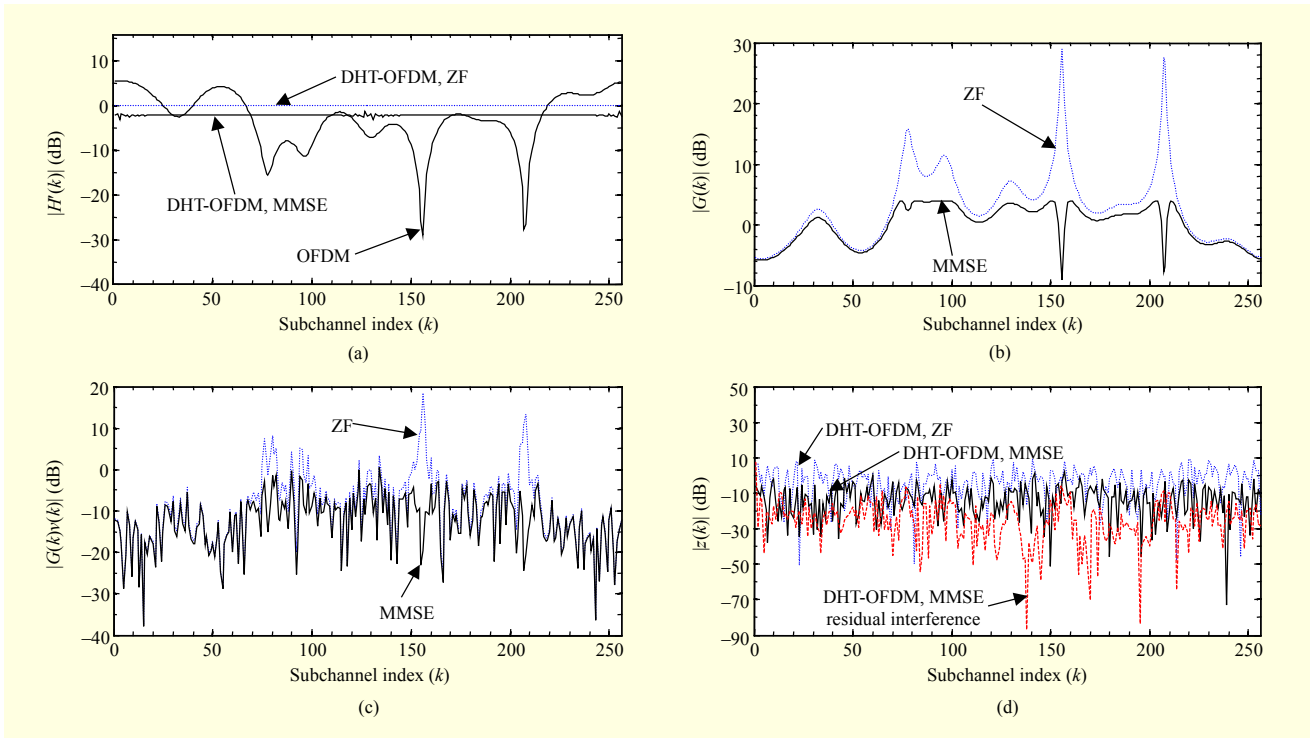 15
10
5
0
−10
−20
−30
−40
0
50
100
150
200
250
|H'(k)| (dB)
DHT-OFDM, ZF
DHT-OFDM, MMSE
OFDM
Subchannel index (k)
(a)
30
20
10
0
−10
0
50
100
150
200
250
|G(k)| (dB)
ZF
MMSE
Subchannel index (k)
(b)
20
10
0
−10
−20
−30
−40
0
50
100
150
200
250
|G(k)w(k)| (dB)
ZF
MMSE
Subchannel index (k)
(c)
50
30
10
−10
−30
−50
−70
−90
0
50
100
150
200
250
|z(k)| (dB)
DHT-OFDM, ZF
DHT-OFDM, MMSE
DHT-OFDM, MMSE
residual interference
Subchannel index (k)
(d)